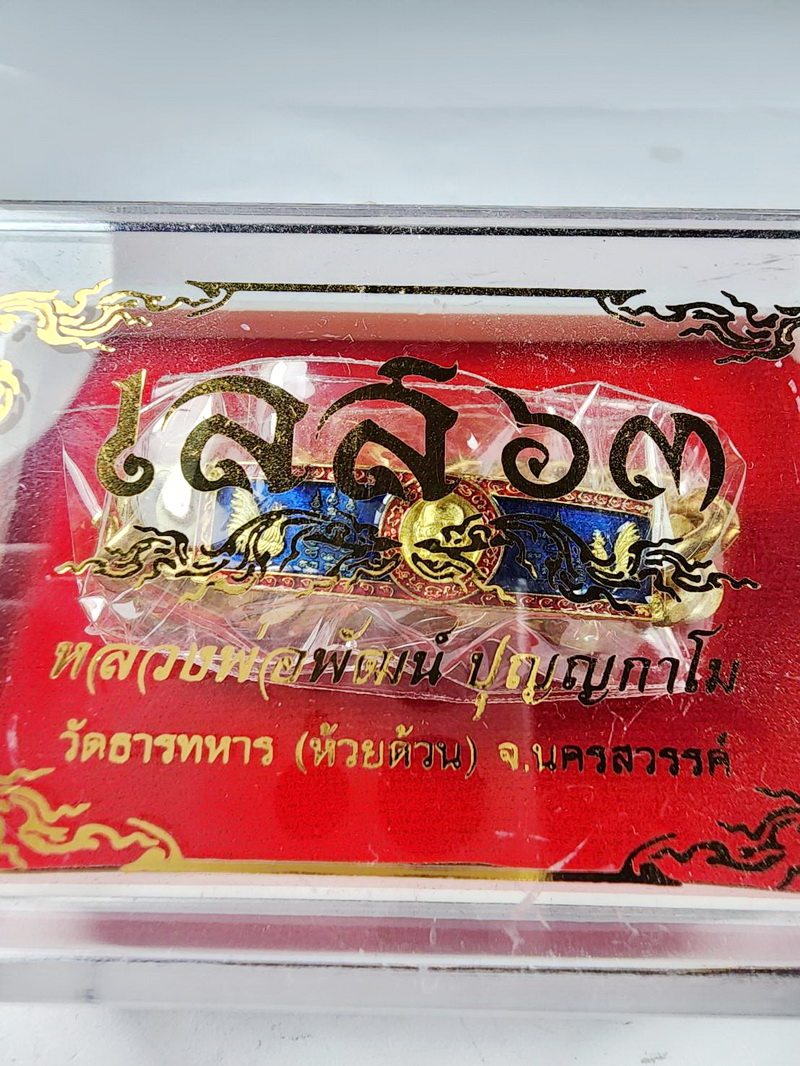 เลส์๖๓
หลวงพ่อพัฒน์ ปุญญกาโม
วัดธารทหาร (ห้วยด้วน) จ.นครสวรรค์